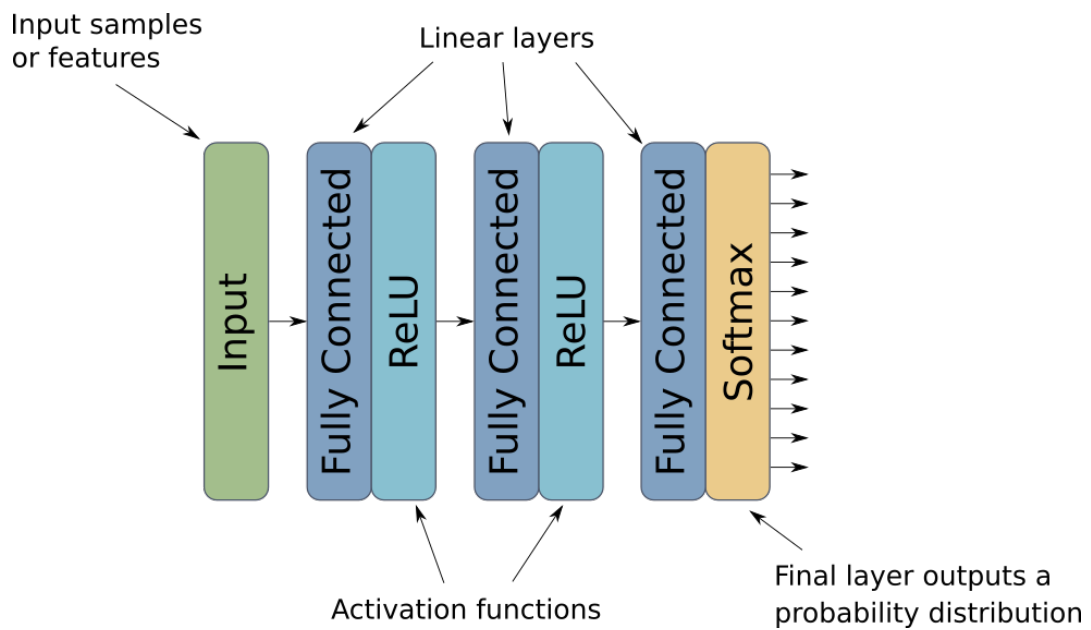 Input samples
or features
Linear layers
Input
Fully Connected
ReLU
Fully Connected
ReLU
Fully Connected
Softmax
Activation functions
Final layer outputs a
probability distribution